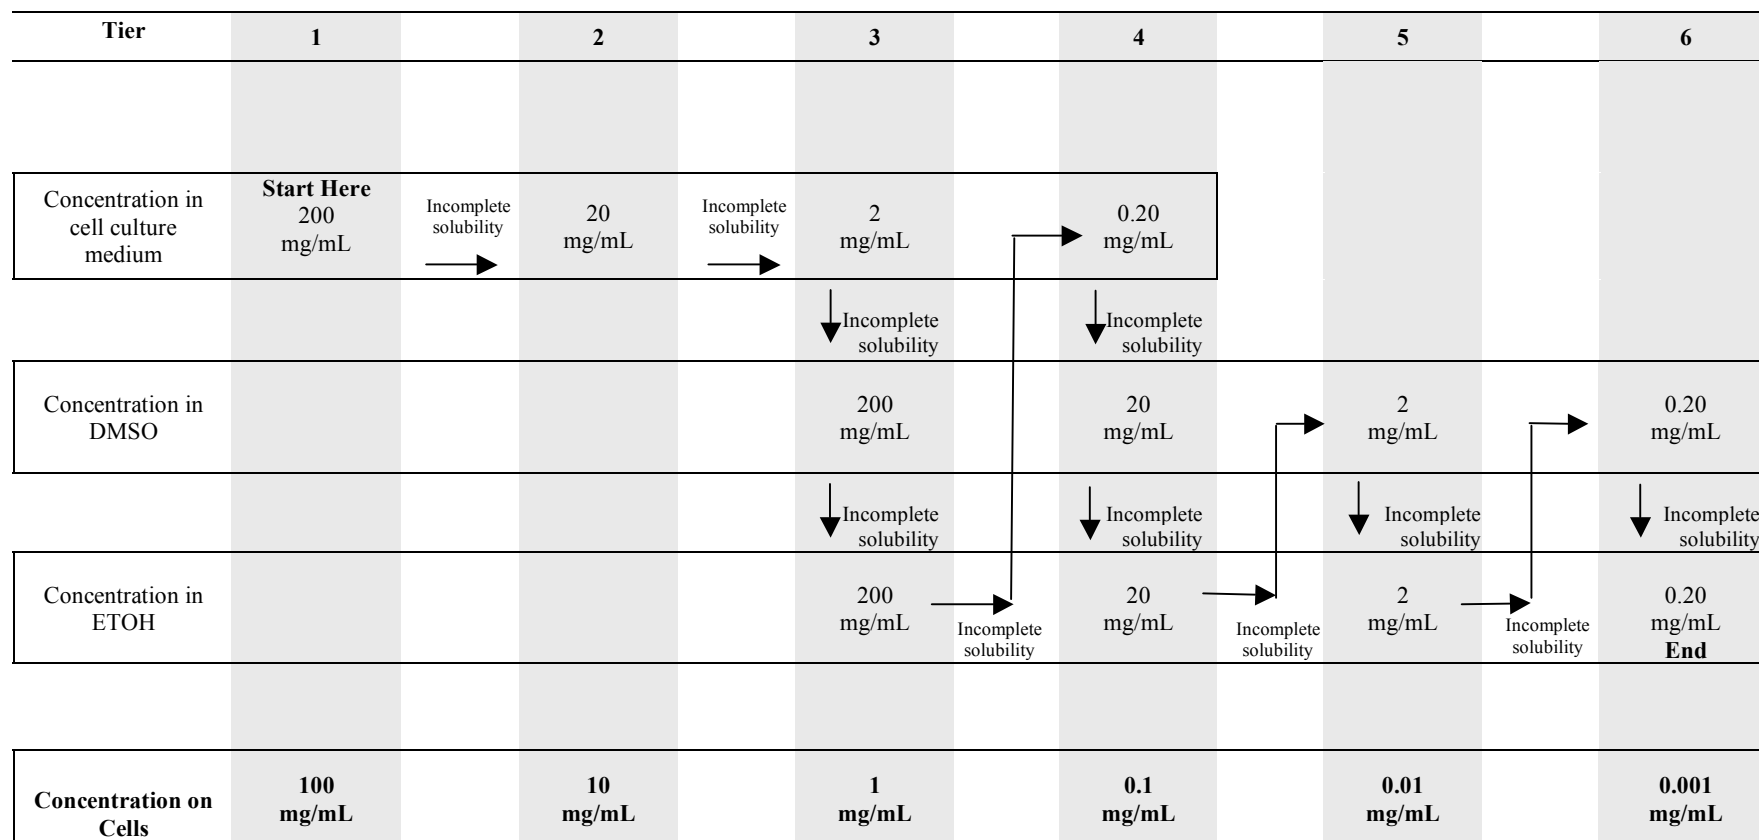 Tier 1 2 3 4 5 6
Start Here
Concentration in
cell culture
medium
200
mg/mL
Incomplete
solubility
20
mg/mL
Incomplete
solubility
2
mg/mL
0.20
mg/mL
Incomplete
solubility
Incomplete
solubility
Concentration in
DMSO
200
mg/mL
20
mg/mL
2
mg/mL
0.20
mg/mL
Incomplete
solubility
Incomplete
solubility
Incomplete
solubility
Incomplete
solubility
Concentration in
ETOH
200
mg/mL
Incomplete
solubility
20
mg/mL
Incomplete
solubility
2
mg/mL
Incomplete
solubility
0.20
mg/mL
End
Concentration on
Cells
100
mg/mL
10
mg/mL
1
mg/mL
0.1
mg/mL
0.01
mg/mL
0.001
mg/mL